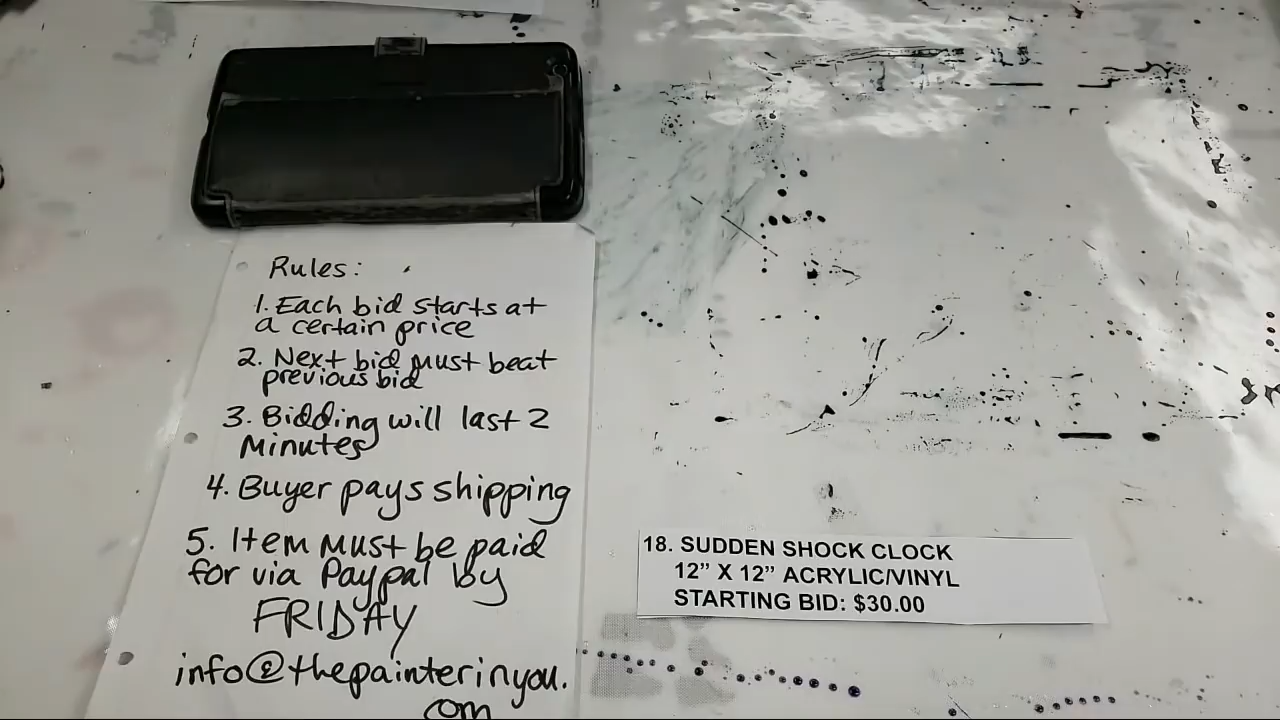 Rules:
1. Each bid starts at
a certain price
2. Next bid must beat
previous bid
3. Bidding will last 2
Minutes
4. Buyer pays shipping
5. Item must be paid
for via Paypal by
FRIDAY
info@thepainterinyou.
com
18. SUDDEN SHOCK CLOCK
12” X 12” ACRYLIC/VINYL
STARTING BID: $30.00